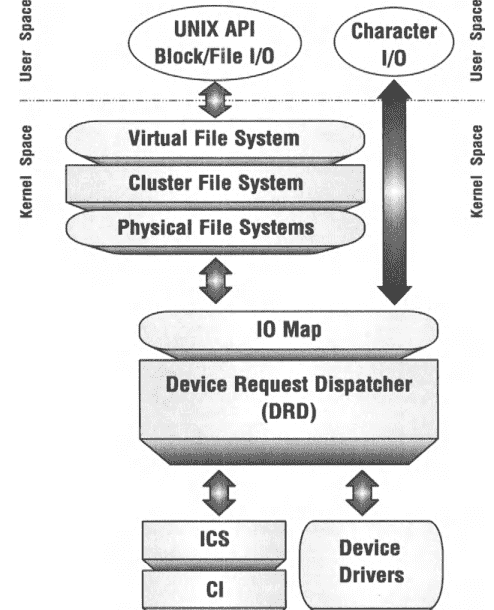 UNIX API
Block/File I/O
Character
I/O
User Space
User Space
Kernel Space
Kernel Space
Virtual File System
Cluster File System
Physical File Systems
IO Map
Device Request Dispatcher
(DRD)
ICS
CI
Device
Drivers